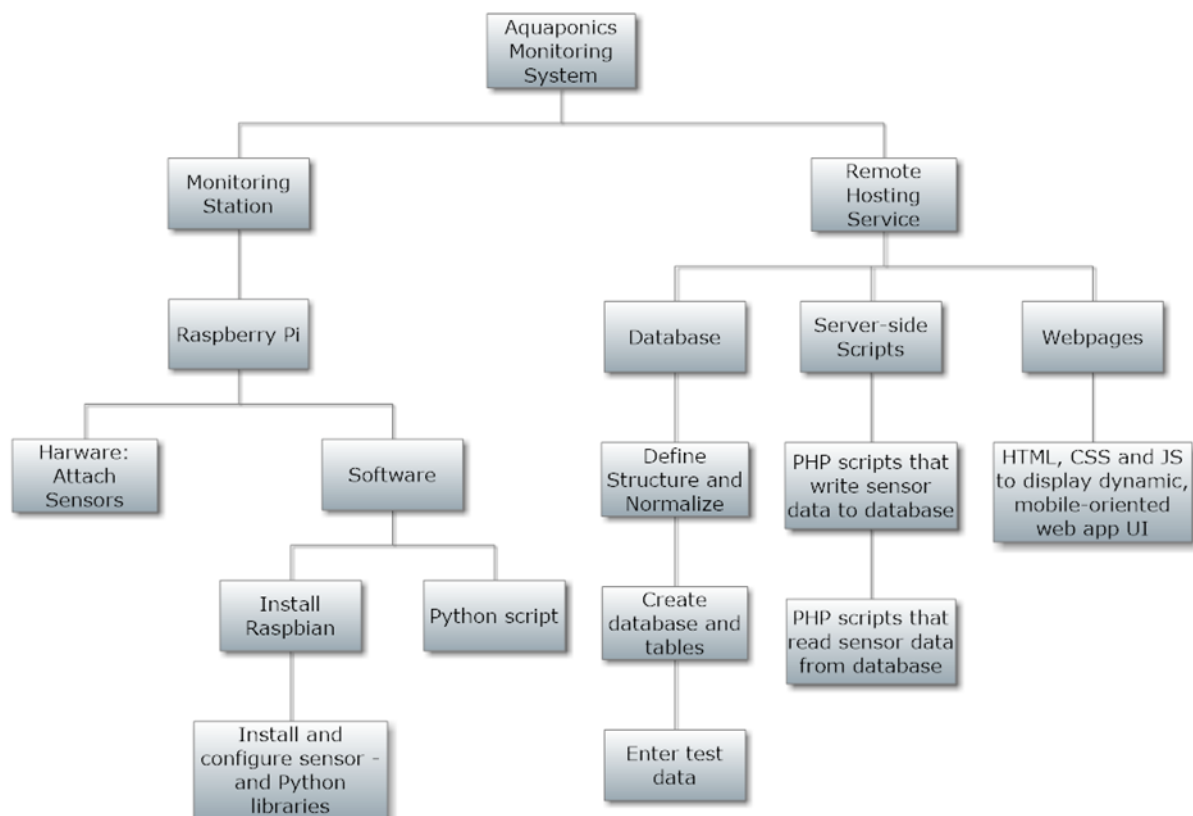 Aquaponics
Monitoring
System
Monitoring
Station
Remote
Hosting
Service
Raspberry Pi
Database
Server-side
Scripts
Webpages
Harware:
Attach
Sensors
Software
Define
Structure and
Normalize
PHP scripts that
write sensor
data to database
HTML, CSS and JS
to display dynamic,
mobile-oriented
web app UI
Install
Raspbian
Python script
Create
database and
tables
PHP scripts that
read sensor data
from database
Install and
configure sensor -
and Python
libraries
Enter test
data